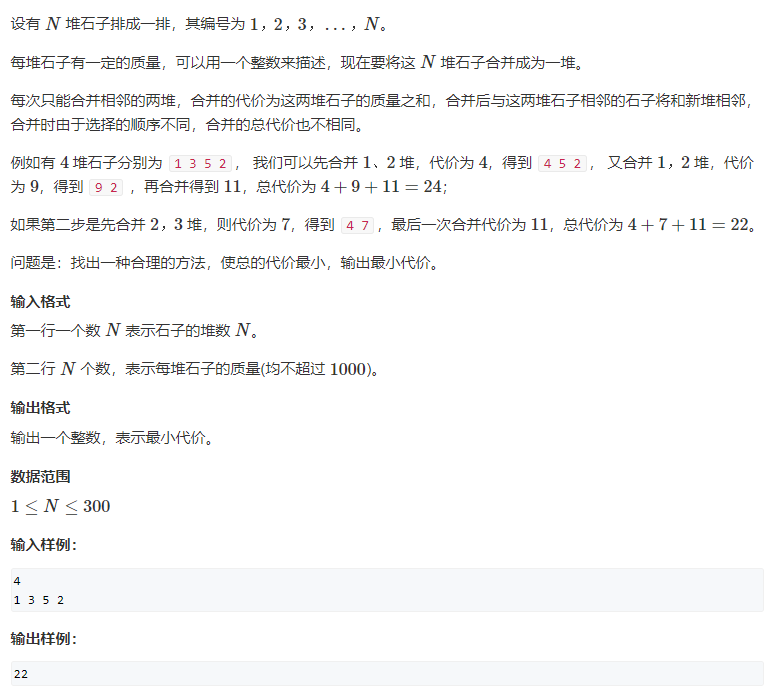 设有 N 堆石子排成一排，其编号为 1，2，3，...，N。
每堆石子有一定的质量，可以用一个整数来描述，现在要将这 N 堆石子合并成为一堆。
每次只能合并相邻的两堆，合并的代价为这两堆石子的质量之和，合并后与这两堆石子相邻的石子将和新堆相邻，
合并时由于选择的顺序不同，合并的总代价也不相同。
例如有 4 堆石子分别为 1 3 5 2 ， 我们可以先合并 1、2 堆，代价为 4，得到 4 5 2 ， 又合并 1，2 堆，代价
为 9，得到 9 2 ，再合并得到 11，总代价为 4 + 9 + 11 = 24；
如果第二步是先合并 2，3 堆，则代价为 7，得到 4 7 ，最后一次合并代价为 11，总代价为 4 + 7 + 11 = 22。
问题是：找出一种合理的方法，使总的代价最小，输出最小代价。
输入格式
第一行一个数 N 表示石子的堆数 N。
第二行 N 个数，表示每堆石子的质量(均不超过 1000)。
输出格式
输出一个整数，表示最小代价。
数据范围
1 ≤ N ≤ 300
输入样例：
4
1 3 5 2
输出样例：
22